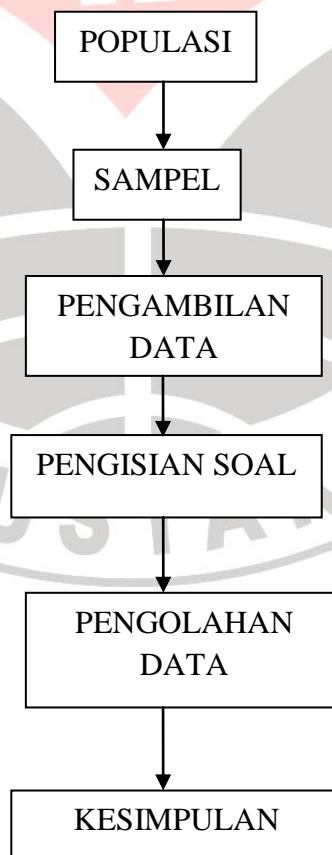 POPULASI
SAMPEL
PENGAMBILAN
DATA
PENGISIAN SOAL
PENGOLAHAN
DATA
KESIMPULAN